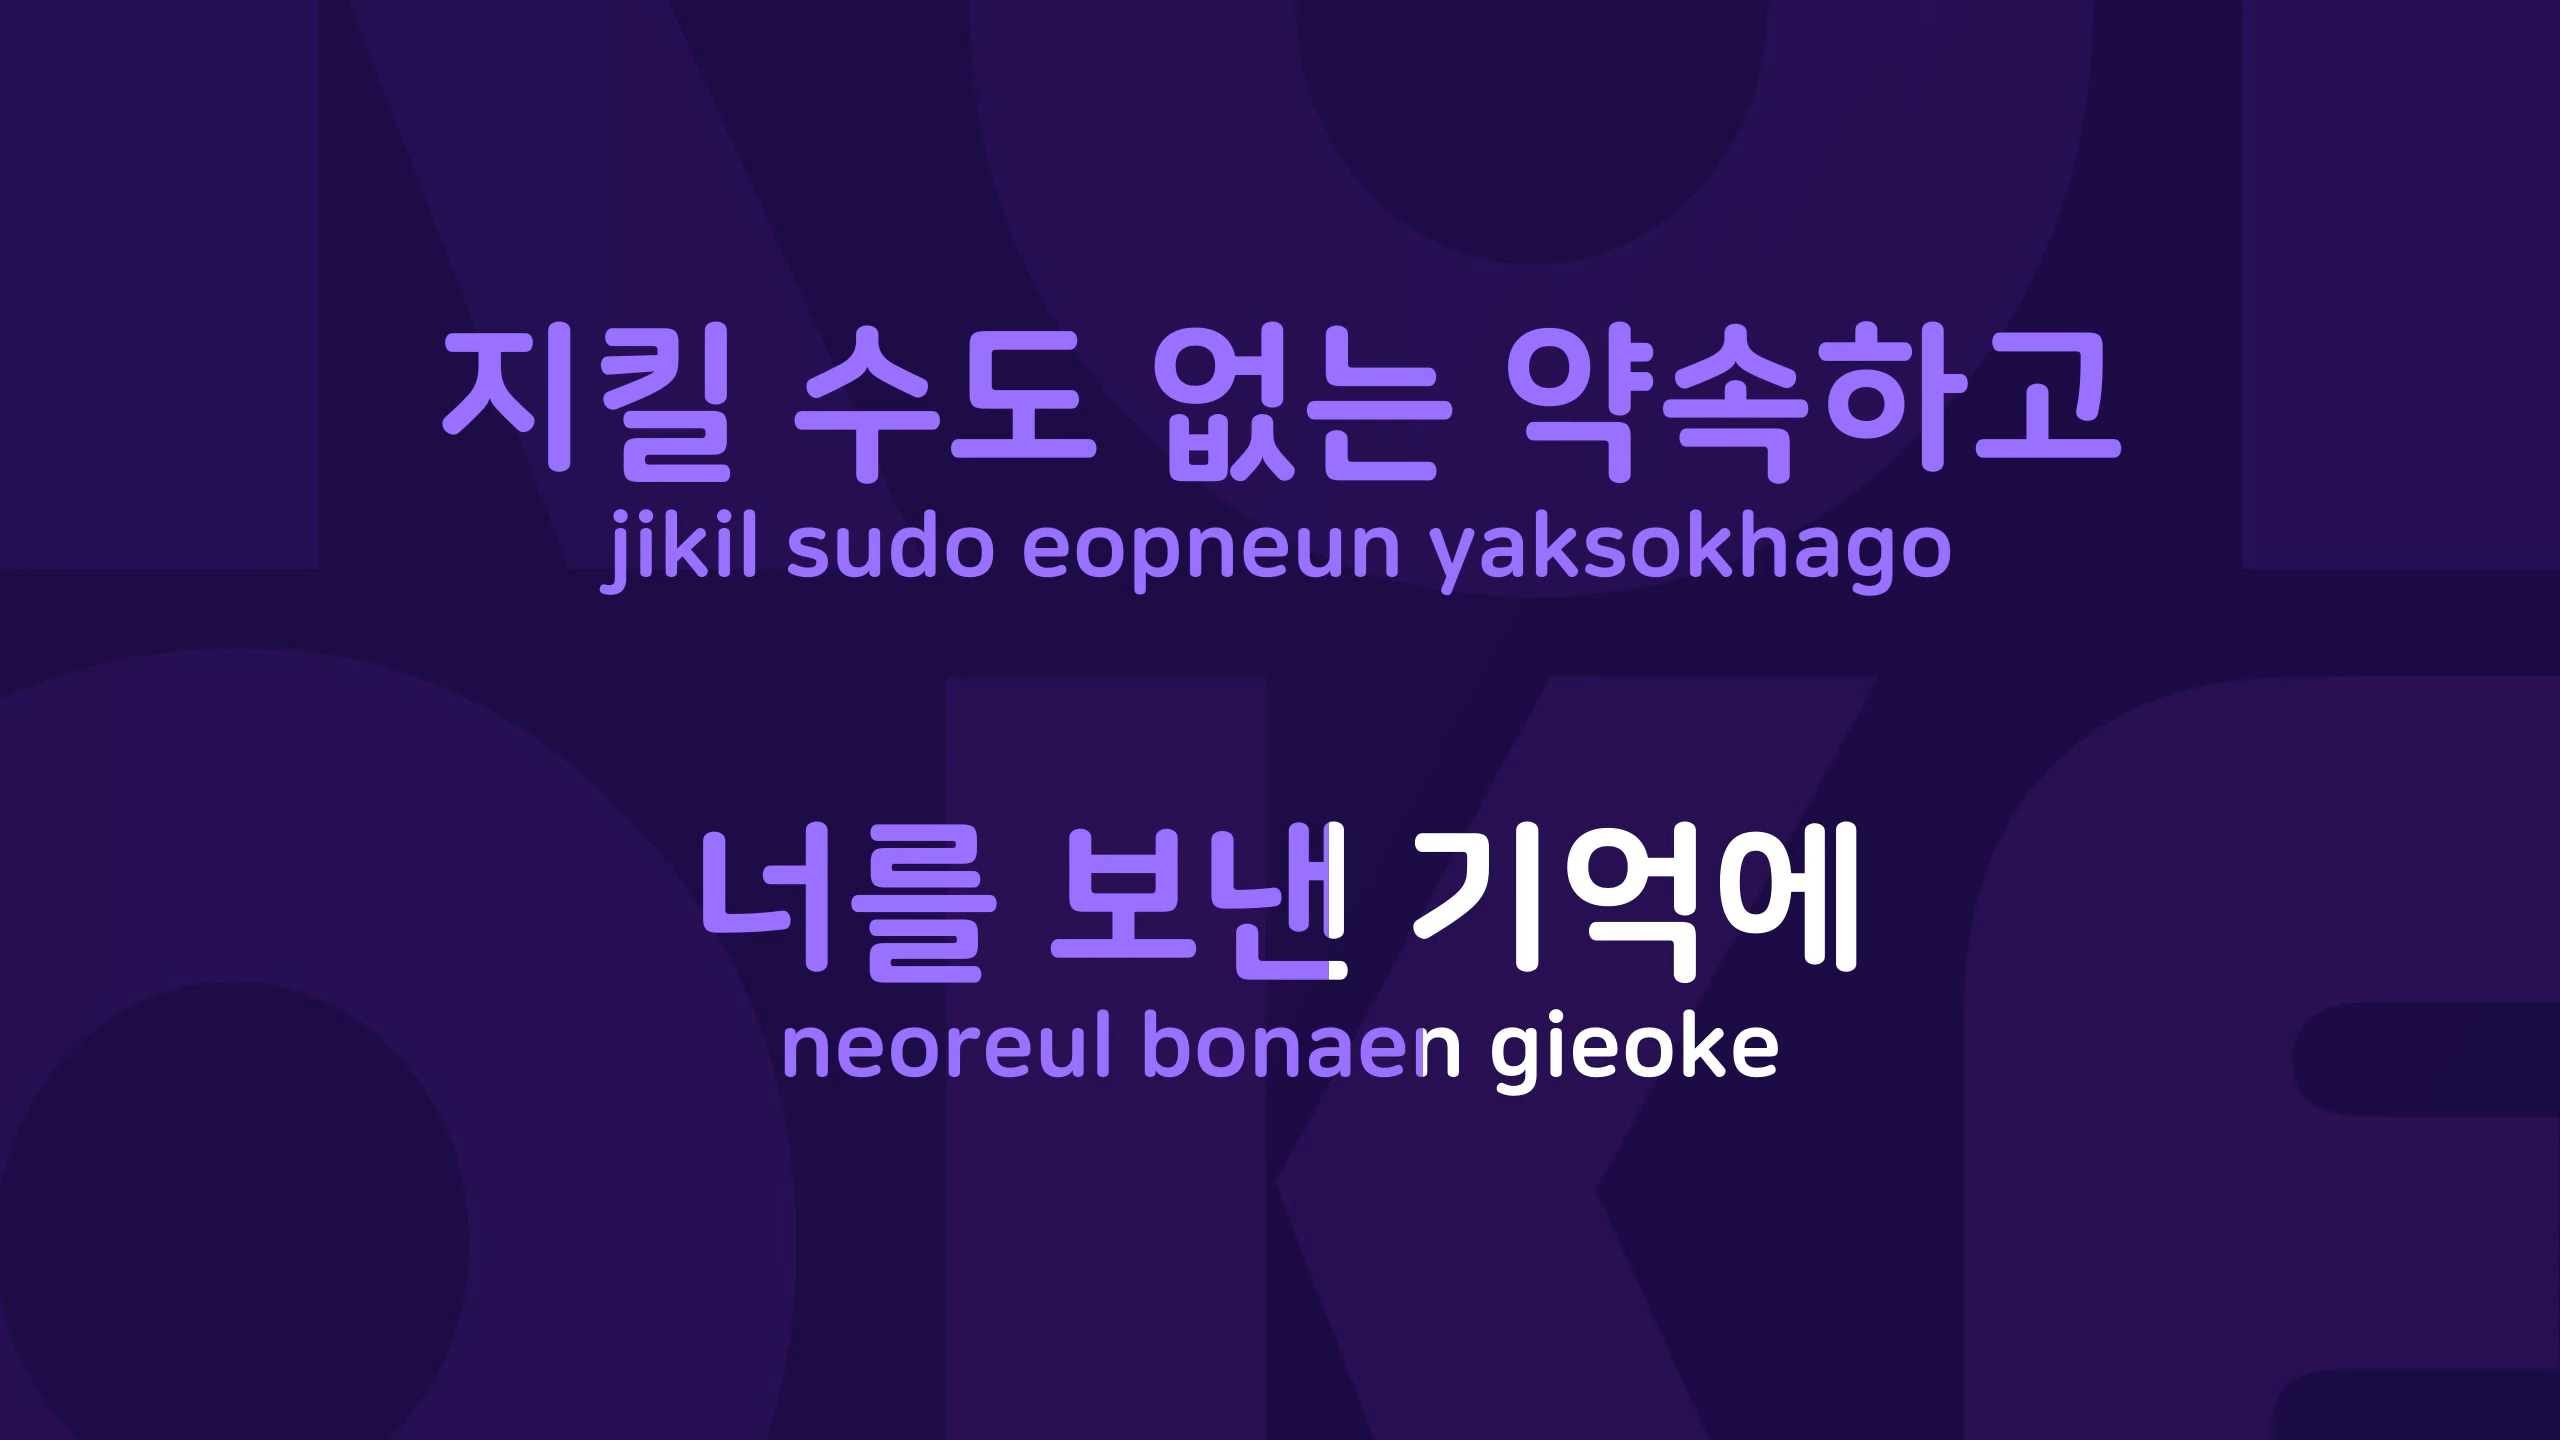 지킬 수도 없는 약속하고
jikil sudo eopneun yaksokhago
너를 보낸 기억에
neoreul bonaen gieoke